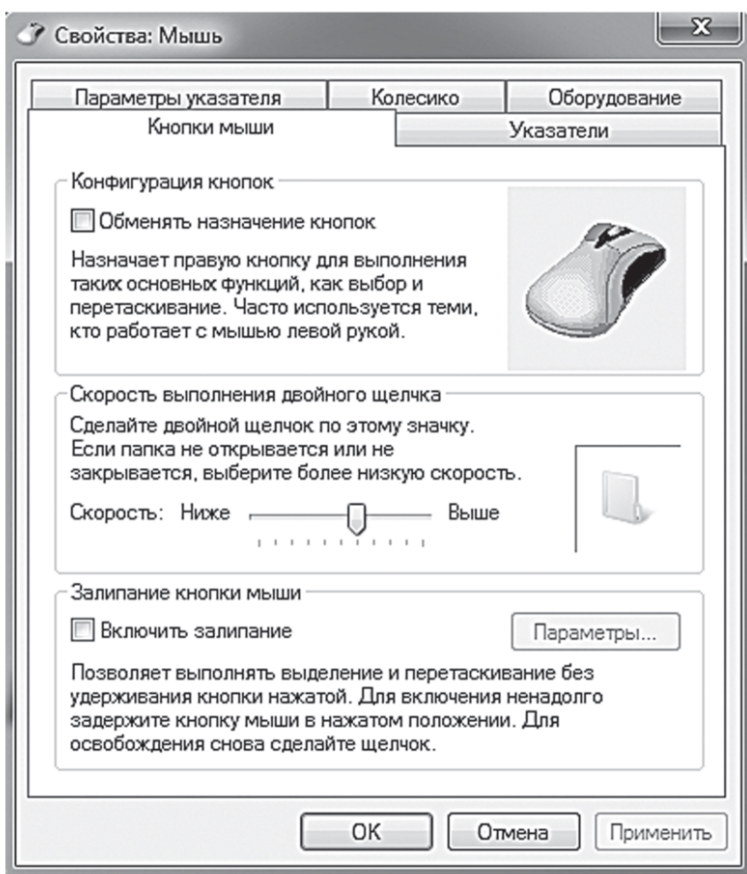 Свойства: Мышь
Параметры указателя
Колесико
Оборудование
Кнопки мыши
Указатели
Конфигурация кнопок
Обменять назначение кнопок
Назначает правую кнопку для выполнения
таких основных функций, как выбор и
перетаскивание. Часто используется теми,
кто работает с мышью левой рукой.
Скорость выполнения двойного щелчка
Сделайте двойной щелчок по этому значку.
Если папка не открывается или не
закрывается, выберите более низкую скорость.
Скорость: Ниже Выше
Залипание кнопки мыши
Включить залипание
Параметры...
Позволяет выполнять выделение и перетаскивание без
удерживания кнопки нажатой. Для включения ненадолго
задержите кнопку мыши в нажатом положении. Для
освобождения снова сделайте щелчок.
ОК
Отмена
Применить